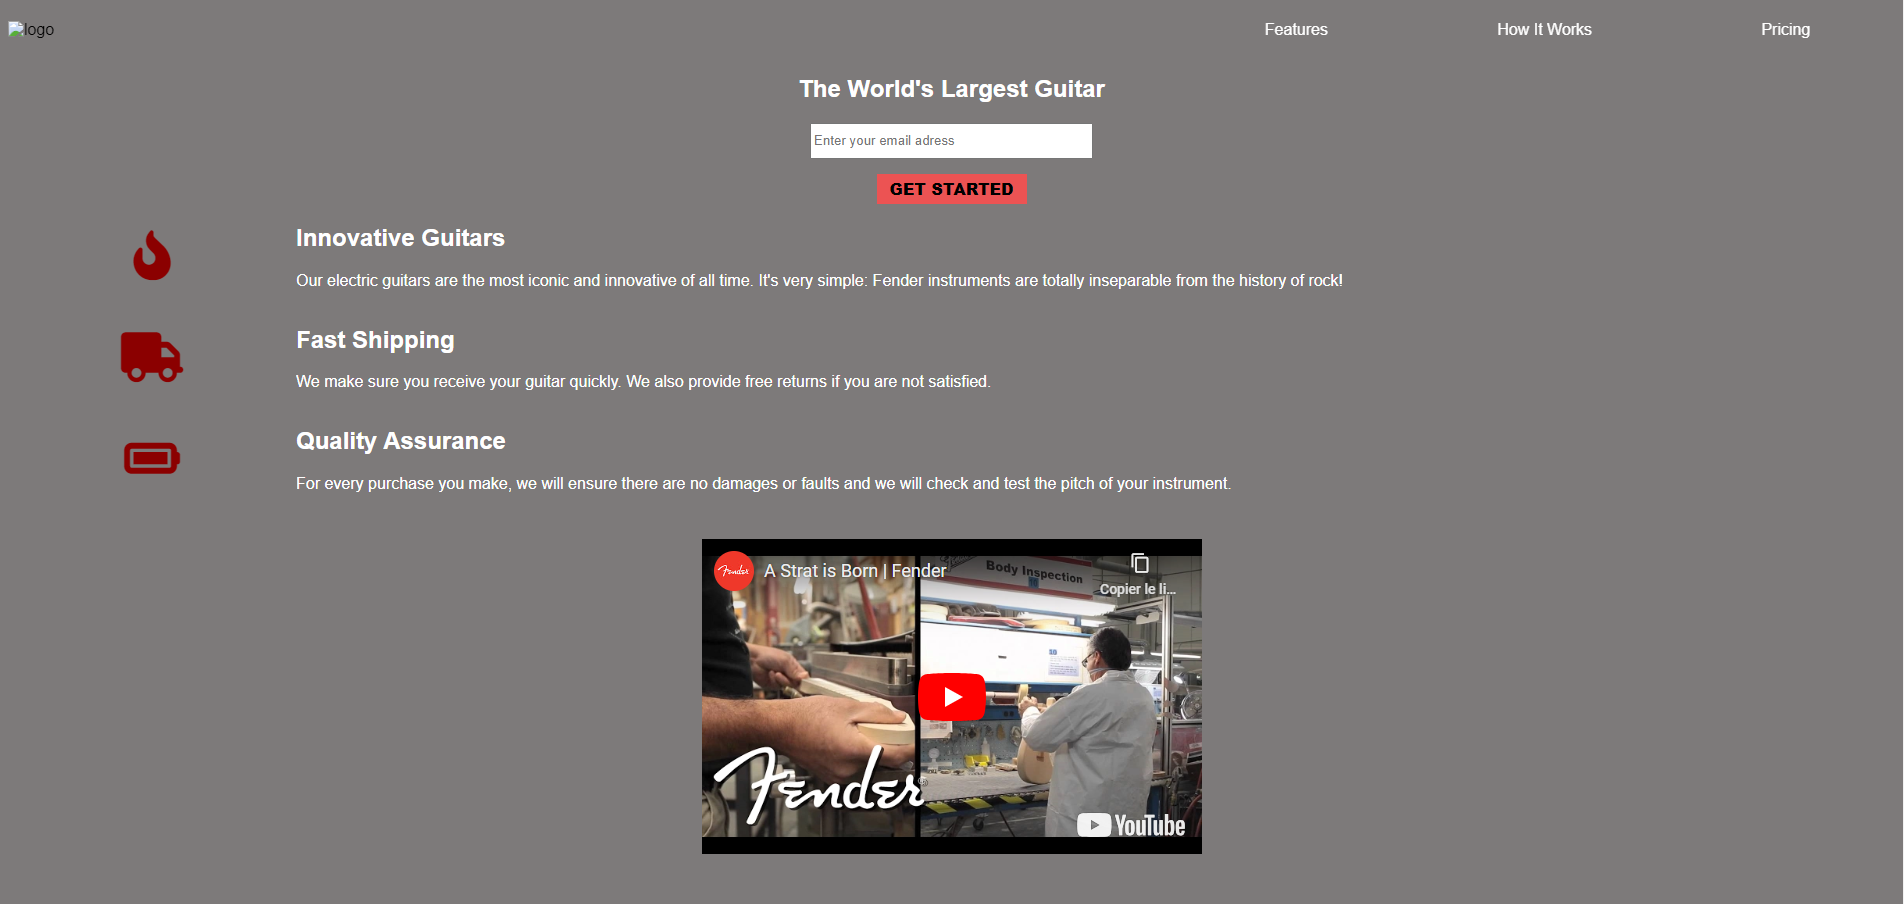 logo
Features
How It Works
Pricing
The World's Largest Guitar
Enter your email adress
GET STARTED
Innovative Guitars
Our electric guitars are the most iconic and innovative of all time. It's very simple: Fender instruments are totally inseparable from the history of rock!
Fast Shipping
We make sure you receive your guitar quickly. We also provide free returns if you are not satisfied.
Quality Assurance
For every purchase you make, we will ensure there are no damages or faults and we will check and test the pitch of your instrument.
Fender
A Strat is Born | Fender
Body Inspection
Copier le li...
Fender
YouTube